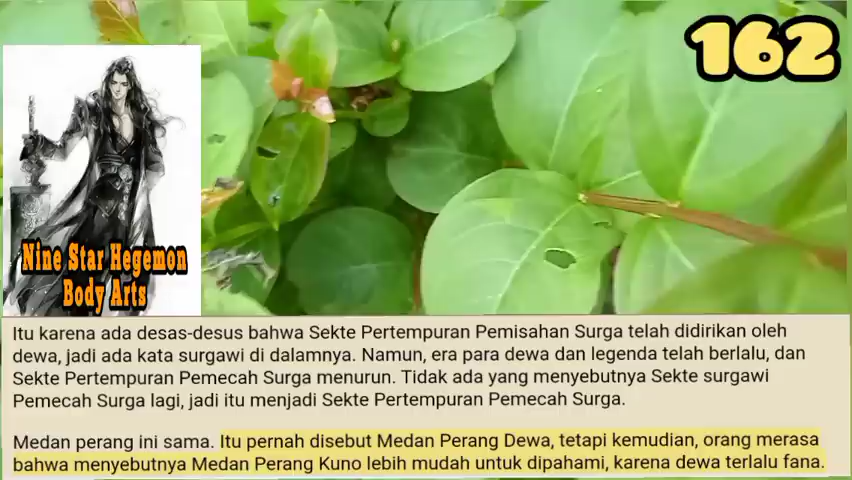 162
Nine Star Hegemon
Body Arts
Itu karena ada desas-desus bahwa Sekte Pertempuran Pemisahan Surga telah didirikan oleh
dewa, jadi ada kata surgawi di dalamnya. Namun, era para dewa dan legenda telah berlalu, dan
Sekte Pertempuran Pemecah Surga menurun. Tidak ada yang menyebutnya Sekte surgawi
Pemecah Surga lagi, jadi itu menjadi Sekte Pertempuran Pemecah Surga.
Medan perang ini sama. Itu pernah disebut Medan Perang Dewa, tetapi kemudian, orang merasa
bahwa menyebutnya Medan Perang Kuno lebih mudah untuk dipahami, karena dewa terlalu fana.